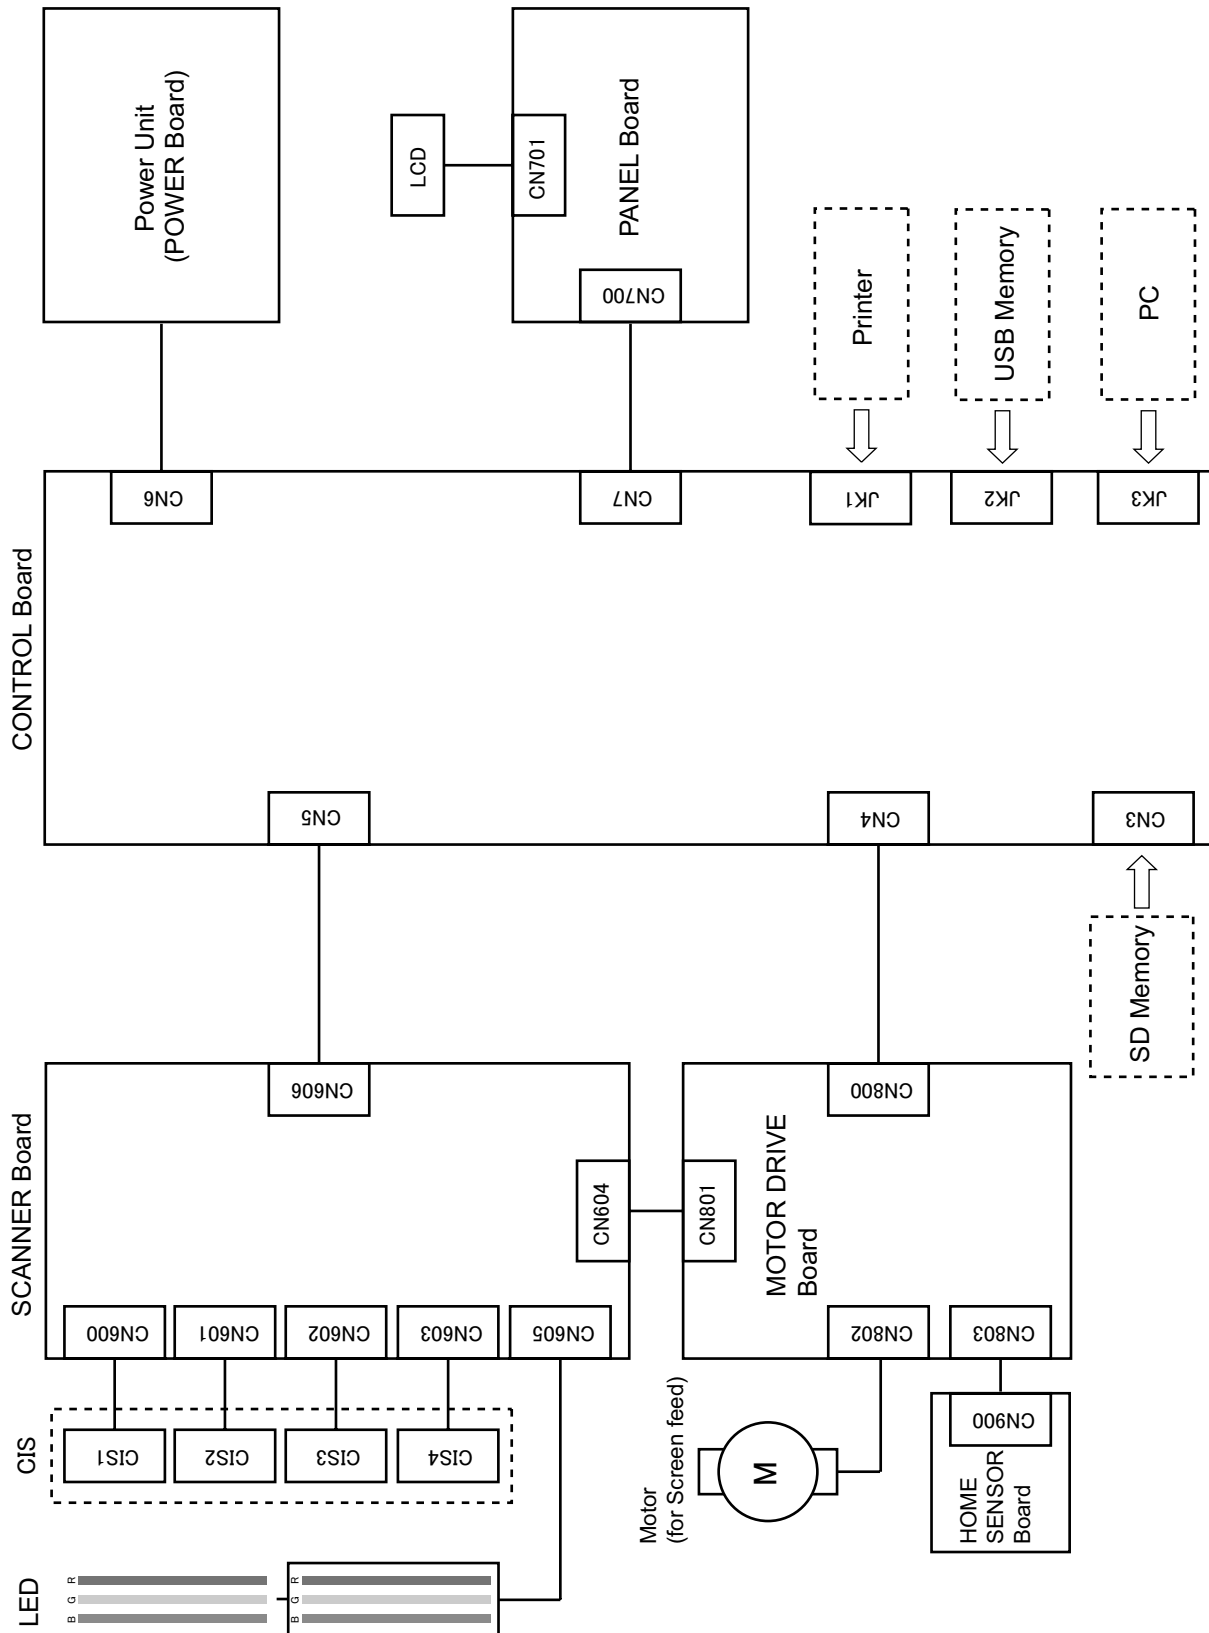 LED
B
G
R
B
G
R
CIS
CIS1
CIS2
CIS3
CIS4
SCANNER Board
CN600
CN601
CN602
CN603
CN605
CN604
CN606
Motor
(for Screen feed)
M
HOME
SENSOR
Board
CN900
MOTOR DRIVE
Board
CN801
CN802
CN803
CN800
SD Memory
CONTROL Board
CN5
CN4
CN3
CN6
CN7
JK1
JK2
JK3
Power Unit
(POWER Board)
LCD
CN701
PANEL Board
CN700
Printer
USB Memory
PC